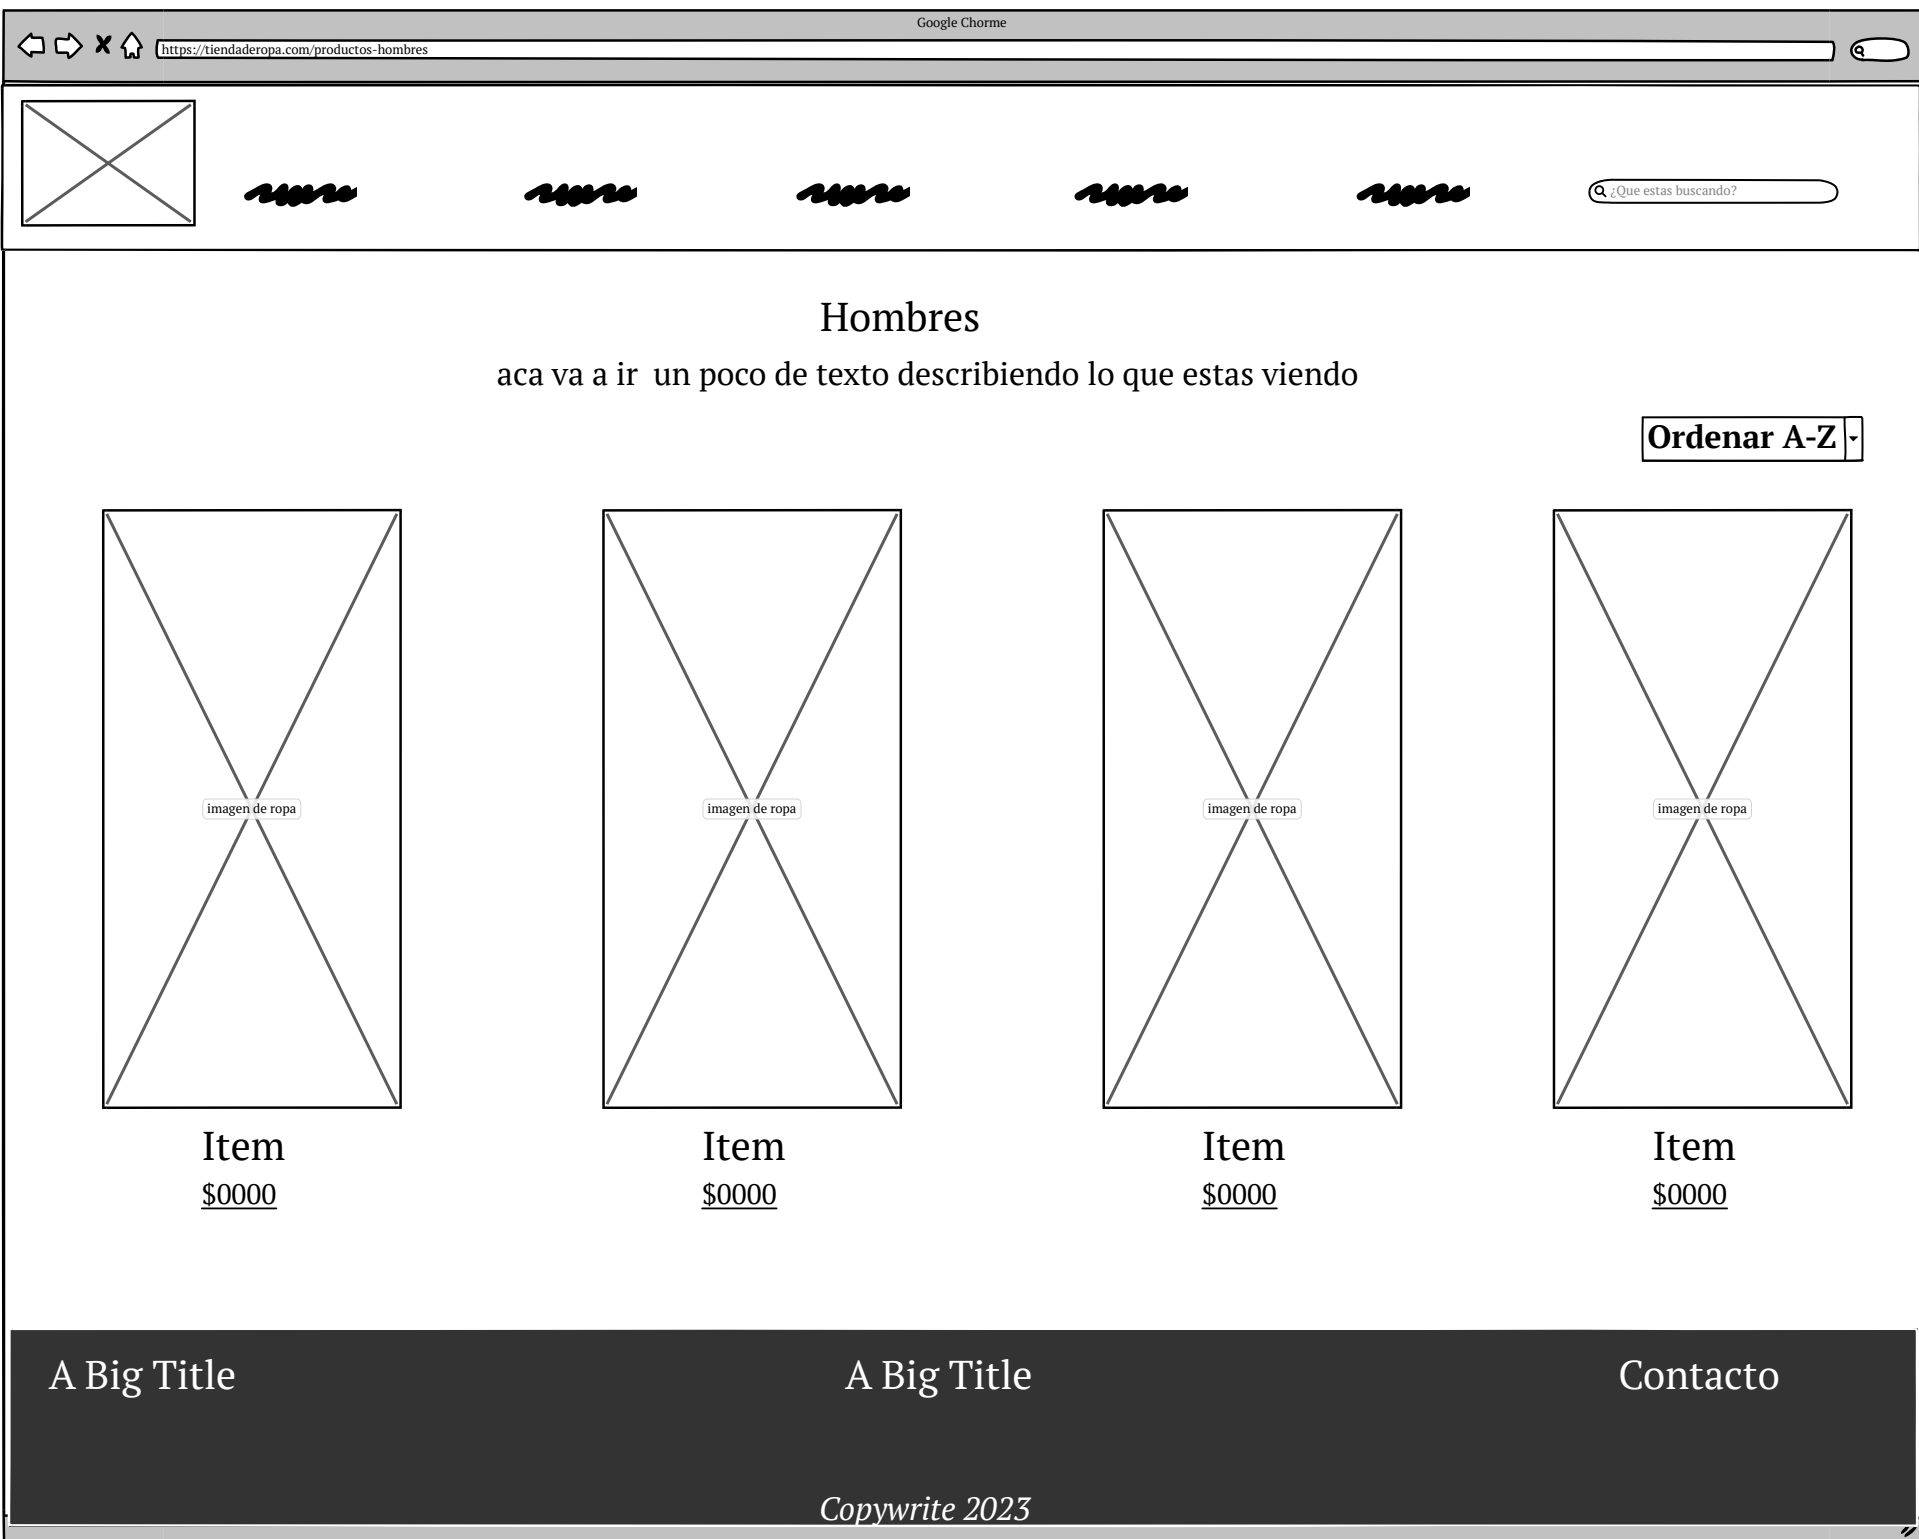 Google Chorme
https://tiendaderopa.com/productos-hombres
¿Que estas buscando?
Hombres
aca va a ir  un poco de texto describiendo lo que estas viendo
Ordenar A-Z
imagen de ropa
imagen de ropa
imagen de ropa
imagen de ropa
Item
Item
Item
Item
$0000
$0000
$0000
$0000
A Big Title
A Big Title
Contacto
Copywrite 2023